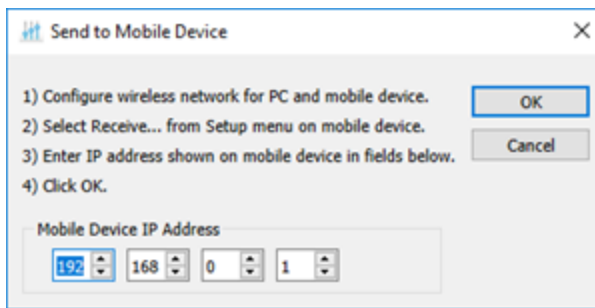 Send to Mobile Device
1) Configure wireless network for PC and mobile device.
2) Select Receive... from Setup menu on mobile device.
3) Enter IP address shown on mobile device in fields below.
4) Click OK.
OK
Cancel
Mobile Device IP Address
192 168 0 1